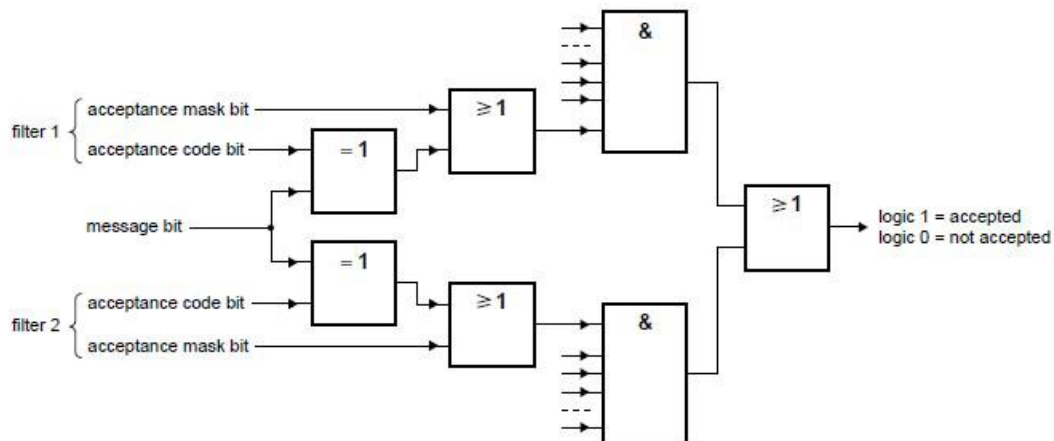 &
acceptance mask bit
≥ 1
filter 1
acceptance code bit
= 1
message bit
≥ 1
logic 1 = accepted
logic 0 = not accepted
= 1
acceptance code bit
≥ 1
filter 2
&
acceptance mask bit